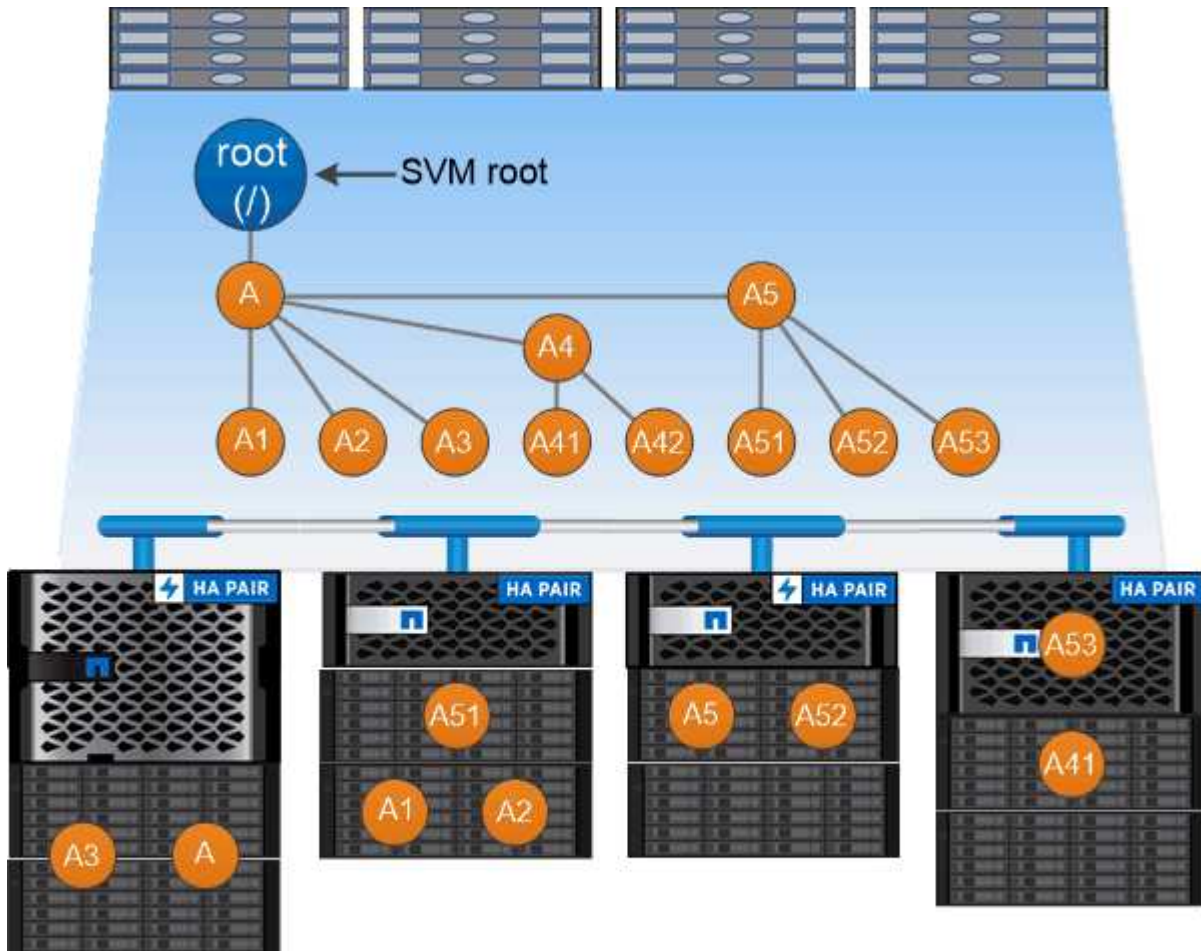 root
(/)
SVM root
A
A5
A4
A1
A2
A3
A41
A42
A51
A52
A53
HA PAIR
HA PAIR
HA PAIR
HA PAIR
A53
A51
A5
A52
A41
A1
A2
A3
A